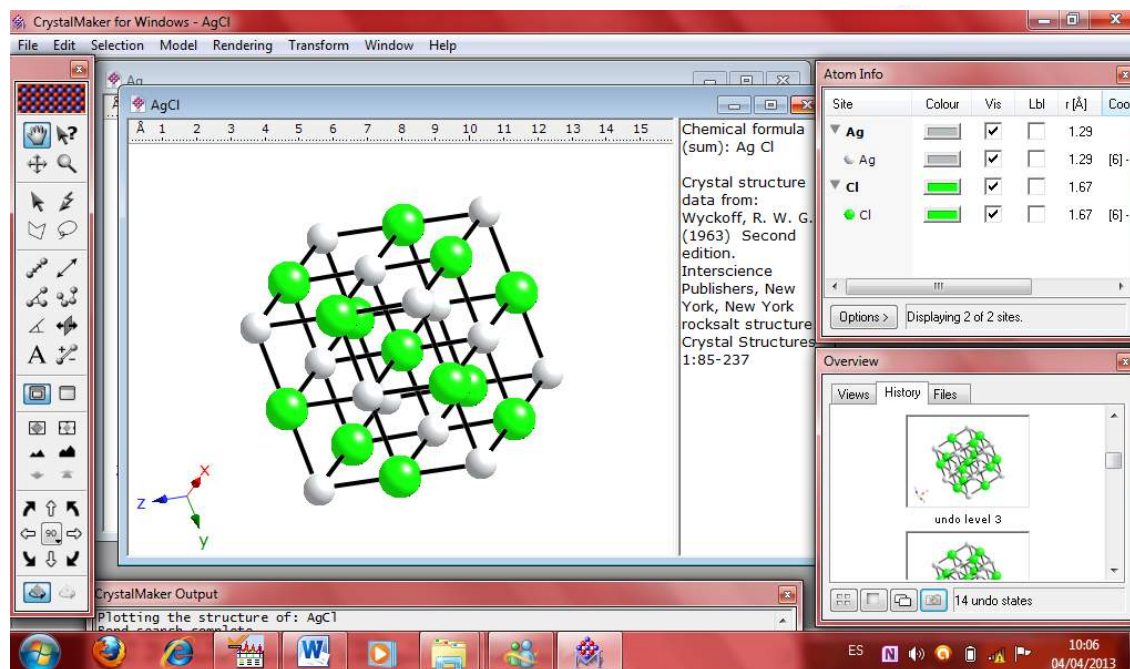 CrystalMaker for Windows - AgCl
File Edit Selection Model Rendering Transform Window Help
Ag
AgCl
Å 1 2 3 4 5 6 7 8 9 10 11 12 13 14 15
Chemical formula
(sum): Ag Cl
Crystal structure
data from:
Wyckoff, R. W. G.
(1963) Second
edition.
Interscience
Publishers, New
York, New York
rocksalt structure
Crystal Structures
1:85-237
x
z
y
A
90
Atom Info
Site Colour Vis Lbl r [Å] Coo
Ag 1.29
Ag 1.29 [6] -
Cl 1.67
Cl 1.67 [6] -
Options > Displaying 2 of 2 sites.
Overview
Views History Files
undo level 3
14 undo states
CrystalMaker Output
Plotting the structure of: AgCl
Bond search complete
ES
10:06
04/04/2013